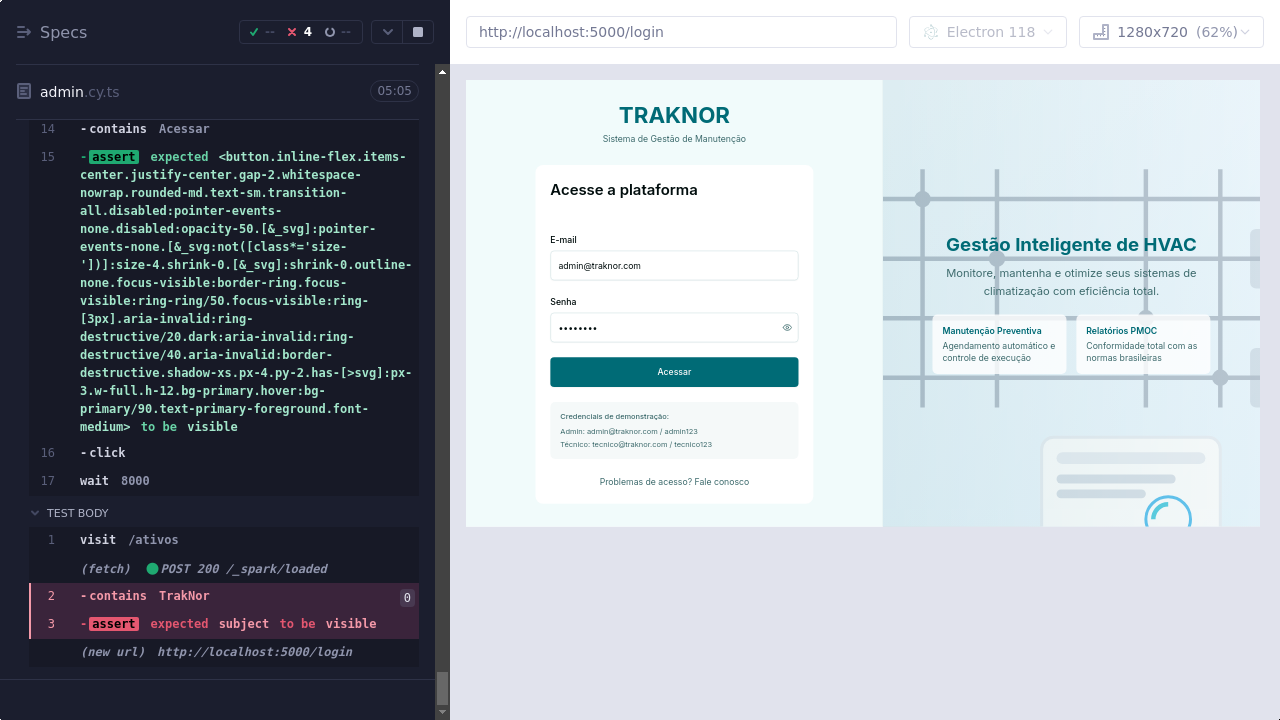 Specs
--
4
--
http://localhost:5000/login
Electron 118
1280x720 (62%)
admin.cy.ts
05:05
14 -contains Acessar
15 -assert expected <button.inline-flex.items-
center.justify-center.gap-2.whitespace-
nowrap.rounded-md.text-sm.transition-
all.disabled:pointer-events-
none.disabled:opacity-50.[&_svg]:pointer-
events-none.[&_svg:not([class*='size-
'])]:size-4.shrink-0.[&_svg]:shrink-0.outline-
none.focus-visible:border-ring.focus-
visible:ring-ring/50.focus-visible:ring-
[3px].aria-invalid:ring-
destructive/20.dark:aria-invalid:ring-
destructive/40.aria-invalid:border-
destructive.shadow-xs.px-4.py-2.has-[>svg]:px-
3.w-full.h-12.bg-primary.hover:bg-
primary/90.text-primary-foreground.font-
medium> to be visible
16 -click
17 wait 8000
TEST BODY
1 visit /ativos
(fetch) POST 200 /_spark/loaded
2 -contains TrakNor 0
3 -assert expected subject to be visible
(new url) http://localhost:5000/login
TRAKNOR
Sistema de Gestão de Manutenção
Acesse a plataforma
E-mail
admin@traknor.com
Senha
••••••••
Acessar
Credenciais de demonstração:
Admin: admin@traknor.com / admin123
Técnico: tecnico@traknor.com / tecnico123
Problemas de acesso? Fale conosco
Gestão Inteligente de HVAC
Monitore, mantenha e otimize seus sistemas de
climatização com eficiência total.
Manutenção Preventiva
Agendamento automático e
controle de execução
Relatórios PMOC
Conformidade total com as
normas brasileiras